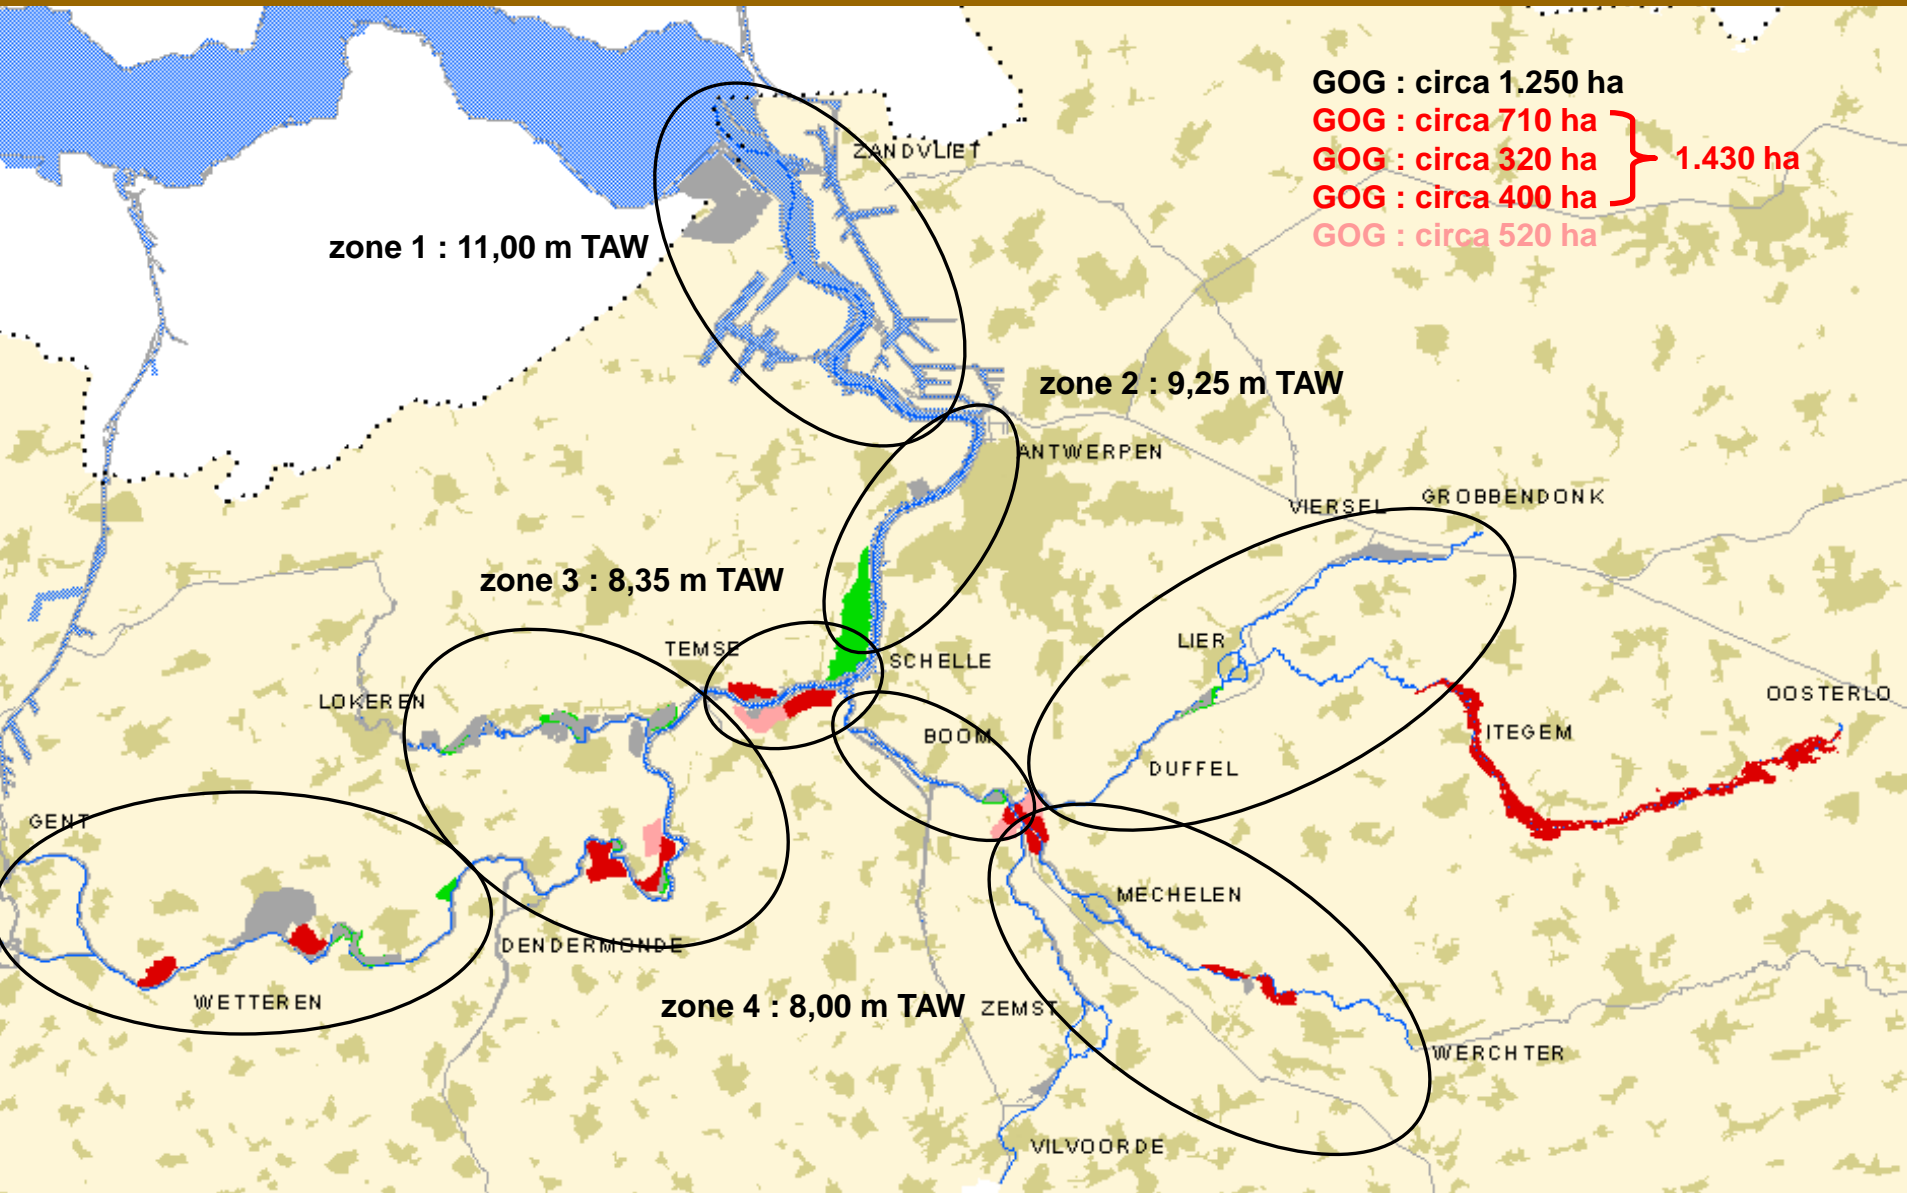 GOG : circa 1.250 ha
GOG : circa 710 ha
GOG : circa 320 ha
1.430 ha
GOG : circa 400 ha
GOG : circa 520 ha
ZANDVLIET
zone 1 : 11,00 m TAW
zone 2 : 9,25 m TAW
ANTWERPEN
VIERSEL
GROBBENDONK
zone 3 : 8,35 m TAW
TEMSE
SCHELLE
LIER
LOKEREN
OOSTERLO
BOOM
ITEGEM
DUFFEL
GENT
MECHELEN
DENDERMONDE
WETTEREN
zone 4 : 8,00 m TAW
ZEMST
WERCHTER
VILVOORDE